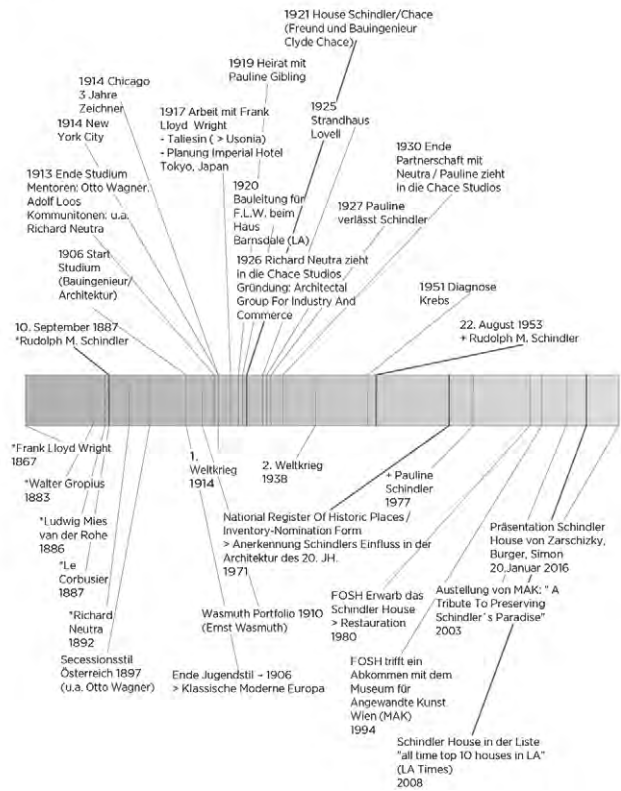 1921 House Schindler/Chace
(Freund und Bauingenieur
Clyde Chace)
1919 Heirat mit
Pauline Gibling
1914 Chicago
3 Jahre
Zeichner
1914 New
York City
1917 Arbeit mit Frank
Lloyd Wright
- Taliesin ( > Usonia)
- Planung Imperial Hotel
Tokyo, Japan
1925
Strandhaus
Lovell
1930 Ende
Partnerschaft mit
Neutra / Pauline zieht
in die Chace Studios
1913 Ende Studium
Mentoren: Otto Wagner,
Adolf Loos
Kommunitonen: u.a.
Richard Neutra
1920
Bauleitung für
F.L.W. beim
Haus
Barnsdale (LA)
1927 Pauline
verlässt Schindler
1906 Start
Studium
(Bauingenieur/
Architektur)
1926 Richard Neutra zieht
in die Chace Studios
Gründung: Architectal
Group For Industry And
Commerce
1951 Diagnose
Krebs
10. September 1887
*Rudolph M. Schindler
22. August 1953
+ Rudolph M. Schindler
*Frank Lloyd Wright
1867
*Walter Gropius
1883
*Ludwig Mies
van der Rohe
1886
*Le
Corbusier
1887
*Richard
Neutra
1892
Secessionsstil
Österreich 1897
(u.a. Otto Wagner)
1.
Weltkrieg
1914
2. Weltkrieg
1938
+ Pauline
Schindler
1977
National Register Of Historic Places /
Inventory-Nomination Form
> Anerkennung Schindlers Einfluss in der
Architektur des 20. JH.
1971
Präsentation Schindler
House von Zarschizky,
Burger, Simon
20.Januar 2016
Wasmuth Portfolio 1910
(Ernst Wasmuth)
FOSH Erwarb das
Schindler House
> Restauration
1980
Austellung von MAK: " A
Tribute To Preserving
Schindler´s Paradise"
2003
Ende Jugendstil ~ 1906
> Klassische Moderne Europa
FOSH trifft ein
Abkommen mit dem
Museum für
Angewandte Kunst
Wien (MAK)
1994
Schindler House in der Liste
"all time top 10 houses in LA"
(LA Times)
2008